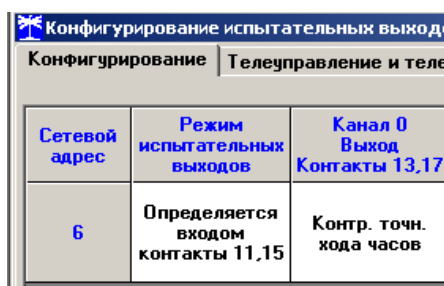 Конфигурирование испытательных выход
Конфигурирование Телеуправление и теле
Сетевой адрес
Режим испытательных выходов
Канал 0 Выход Контакты 13,17
6
Определяется входом контакты 11,15
Контр. точн. хода часов